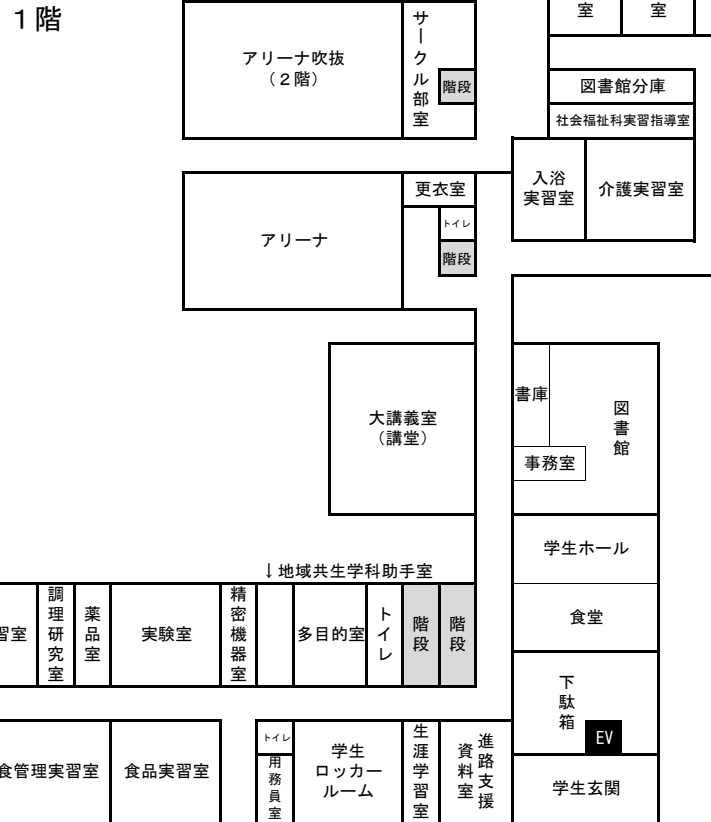 １階
室
室
アリーナ吹抜
（２階）
サークル部室
階段
図書館分庫
社会福祉科実習指導室
入浴
実習室
介護実習室
更衣室
トイレ
階段
アリーナ
書庫
図書館
事務室
大講義室
（講堂）
学生ホール
↓地域共生学科助手室
習室
調理研究室
薬品室
実験室
精密機器室
多目的室
トイレ
階段
階段
食堂
下駄箱
EV
食管理実習室
食品実習室
トイレ
用務員室
学生
ロッカー
ルーム
生涯学習室
進路支援
資料室
学生玄関